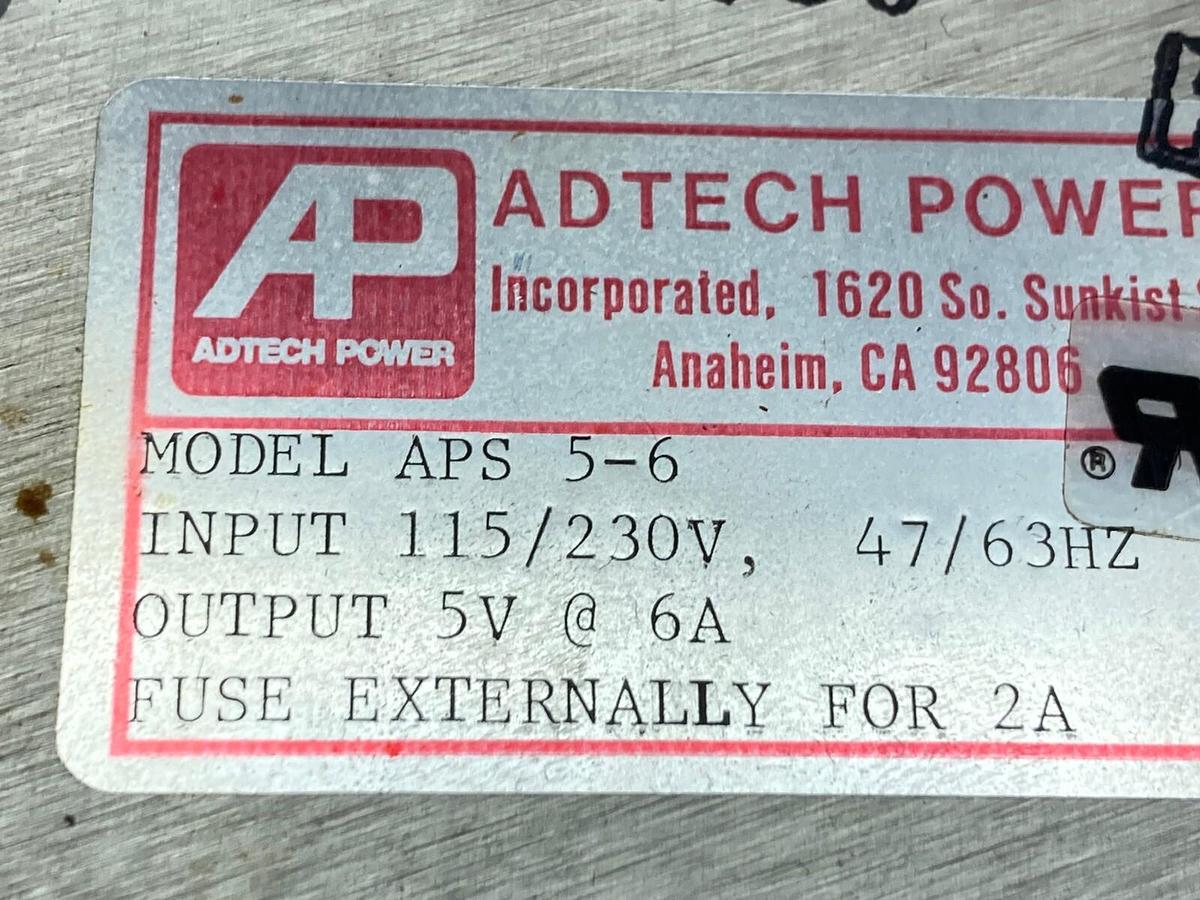 ADTECH POWER
Incorporated, 1620 So. Sunkist
Anaheim, CA 92806
AP
ADTECH POWER
MODEL APS 5-6
INPUT 115/230V, 47/63HZ
OUTPUT 5V @ 6A
FUSE EXTERNALLY FOR 2A
®